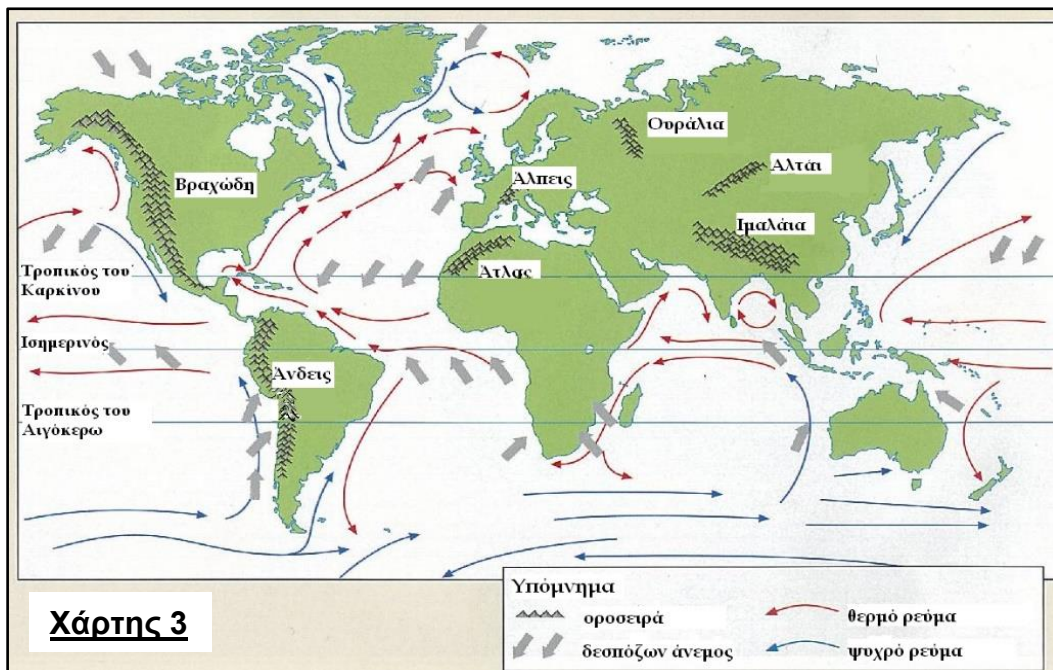 Ουράλια
Αλτάι
Βραχώδη
Άλπεις
Ιμαλάια
Άτλας
Τροπικός του
Καρκίνου
Ισημερινός
Άνδεις
Τροπικός του
Αιγόκερω
Υπόμνημα
οροσειρά
θερμό ρεύμα
δεσπόζων άνεμος
ψυχρό ρεύμα
Χάρτης 3